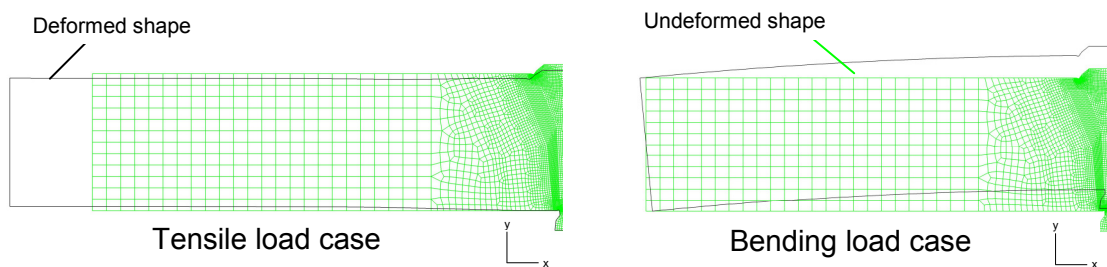 Deformed shape
Undeformed shape
y
x
Tensile load case
y
x
Bending load case